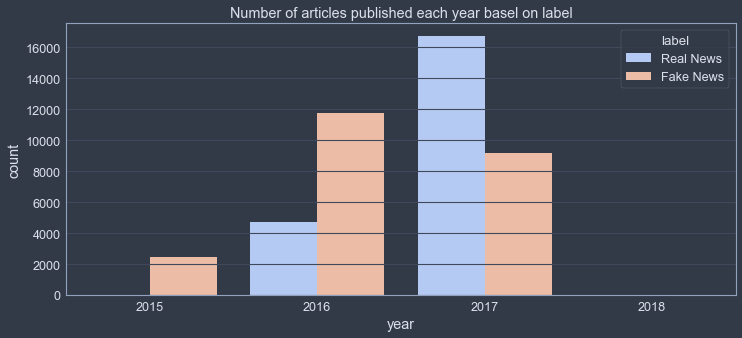 Number of articles published each year basel on label
label
Real News
Fake News
16000
14000
12000
10000
8000
6000
4000
2000
0
count
2015 2016 2017 2018
year